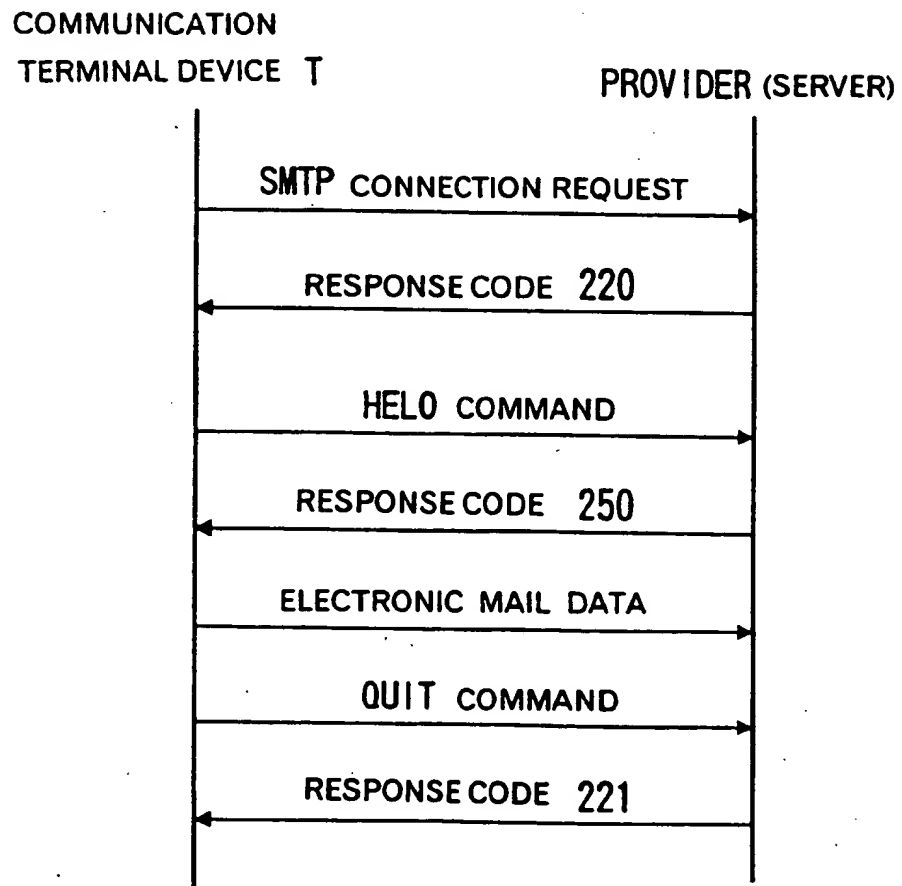 COMMUNICATION
TERMINAL DEVICE T
PROVIDER (SERVER)
SMTP CONNECTION REQUEST
RESPONSE CODE 220
HELO COMMAND
RESPONSE CODE 250
ELECTRONIC MAIL DATA
QUIT COMMAND
RESPONSE CODE 221